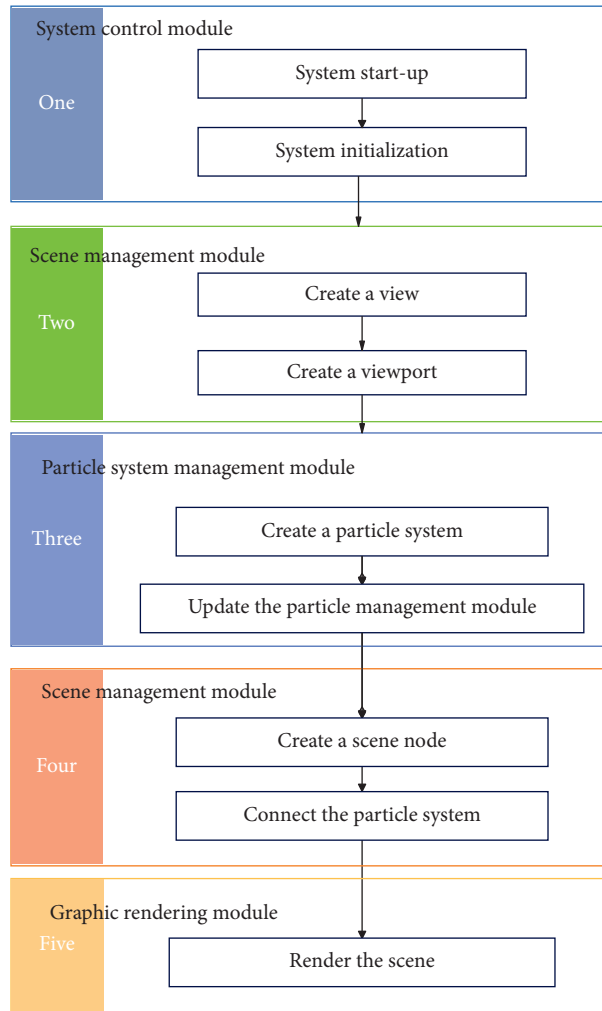 System control module
System start-up
One
System initialization
Scene management module
Create a view
Two
Create a viewport
Particle system management module
Create a particle system
Three
Update the particle management module
Scene management module
Create a scene node
Four
Connect the particle system
Graphic rendering module
Five
Render the scene